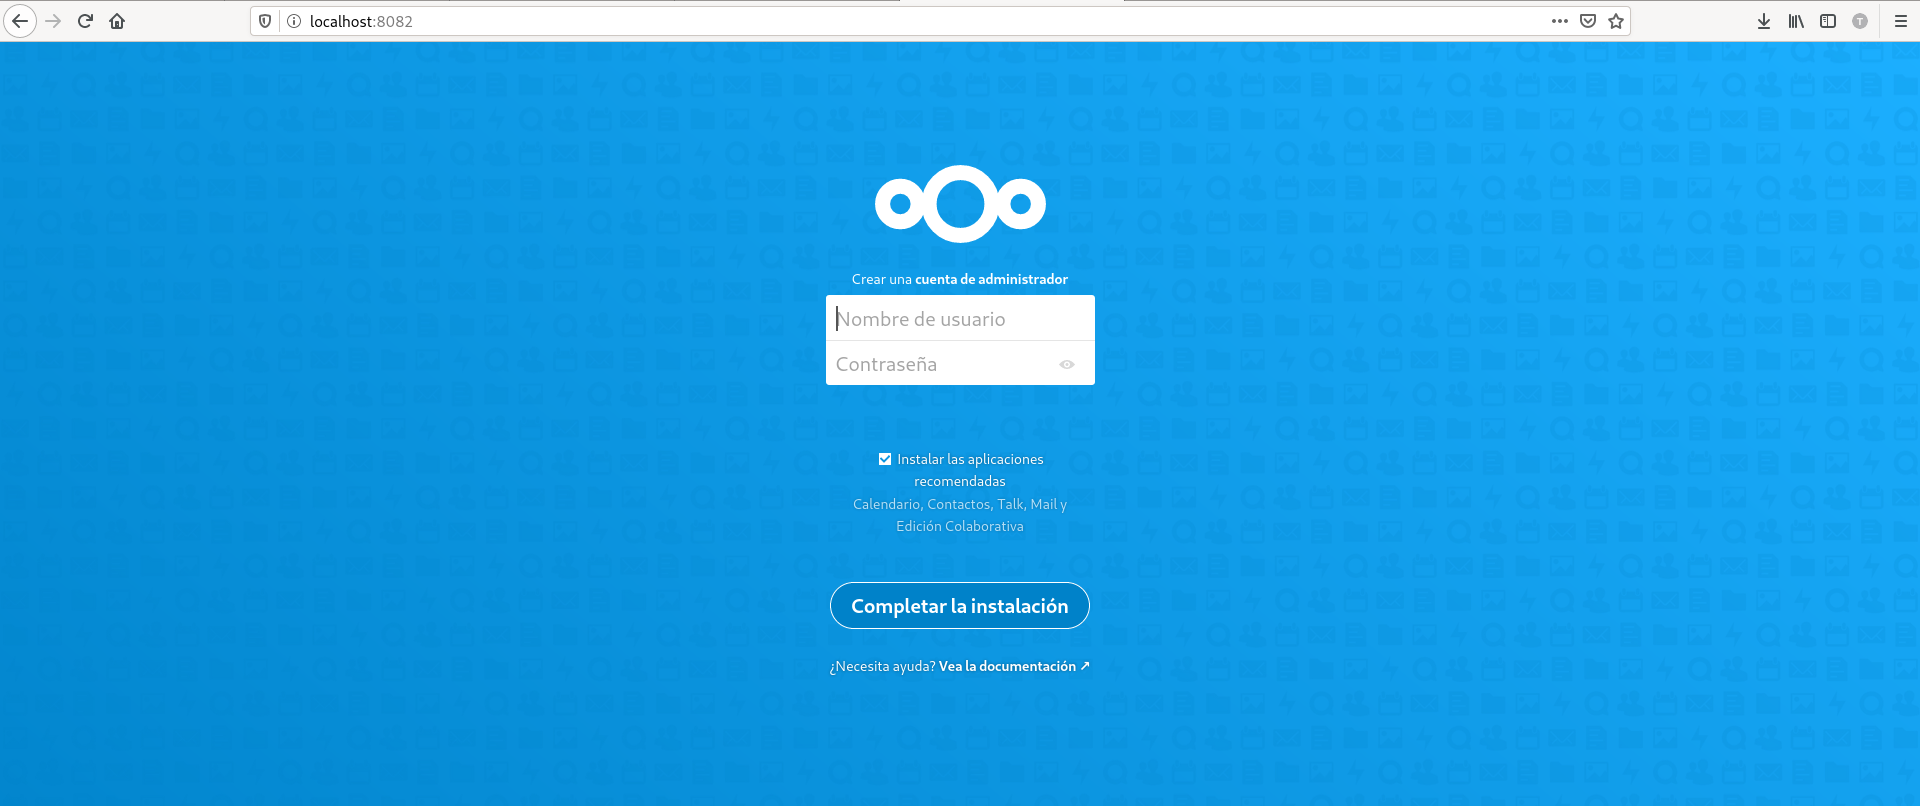 localhost:8082
T
Crear una cuenta de administrador
Nombre de usuario
Contraseña
Instalar las aplicaciones
recomendadas
Calendario, Contactos, Talk, Mail y
Edición Colaborativa
Completar la instalación
¿Necesita ayuda? Vea la documentación ↗